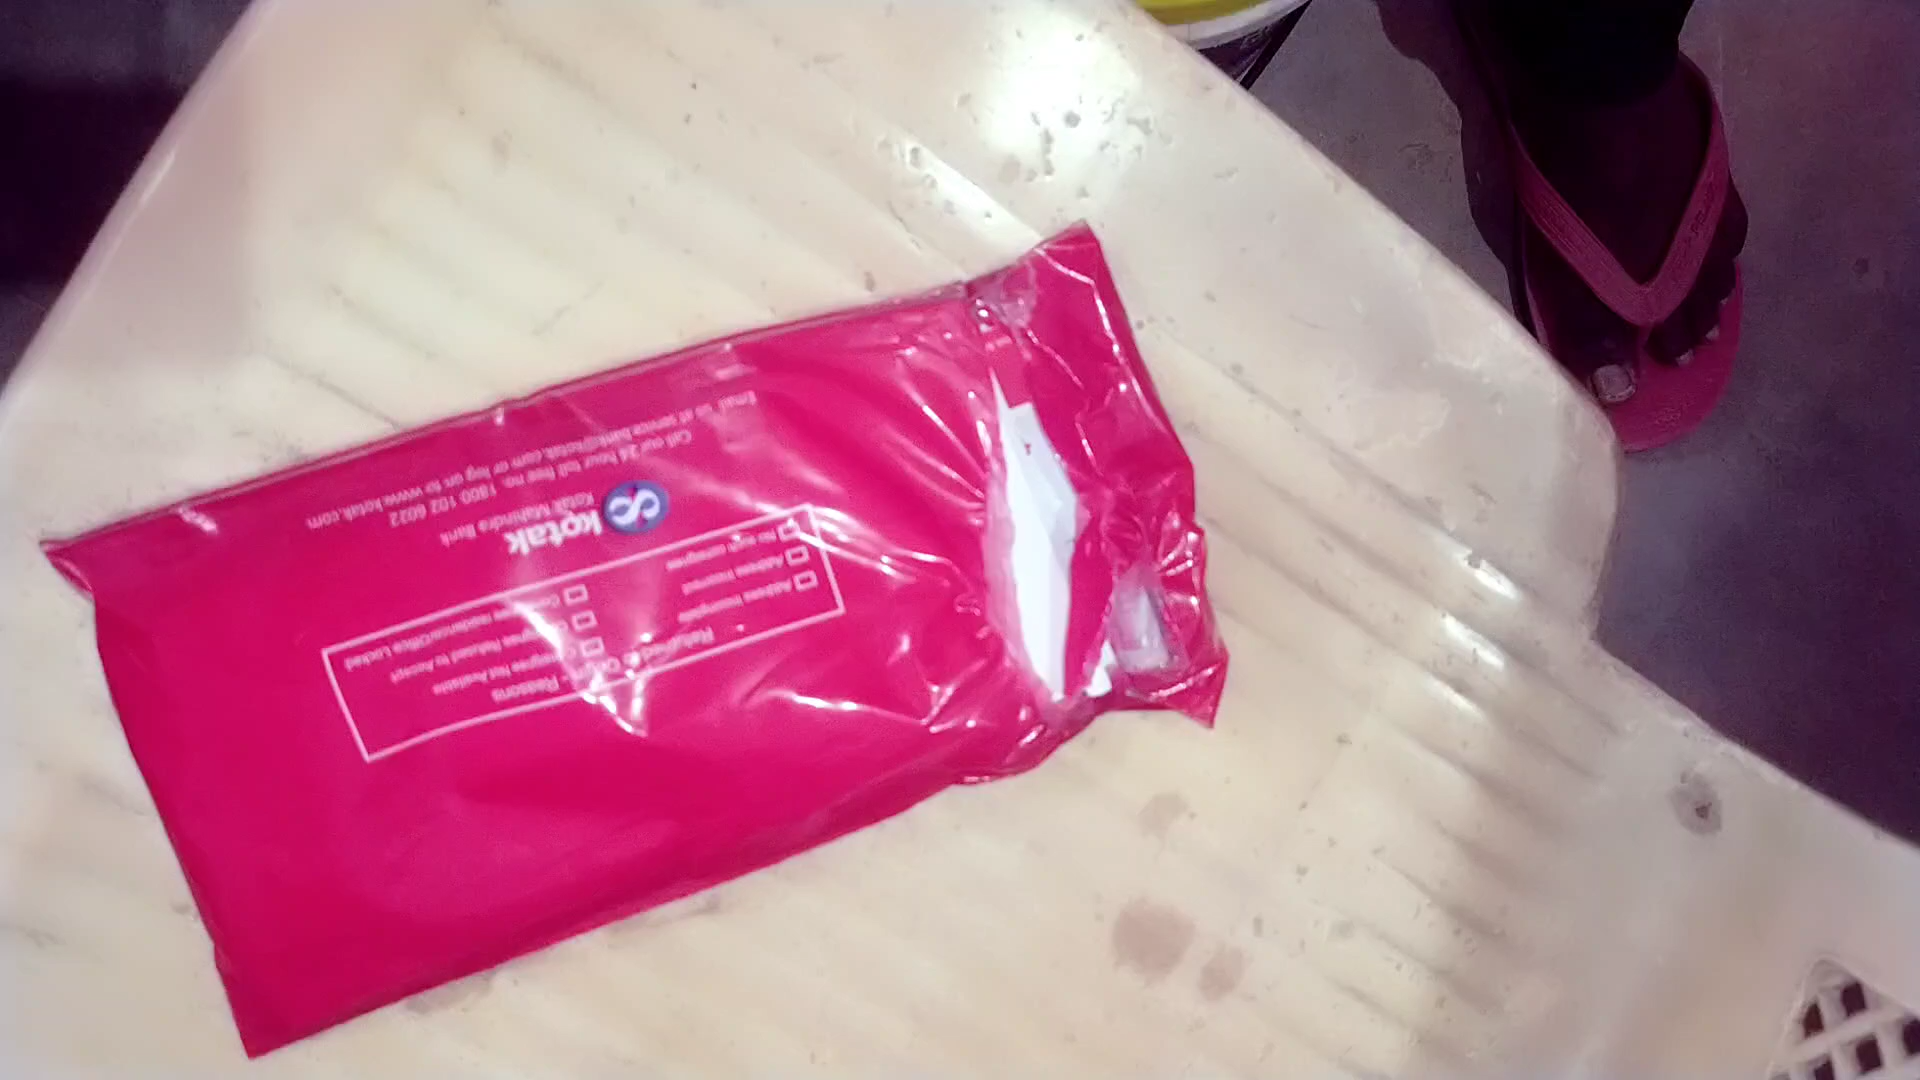 Returned to Origin - Reasons
Address Incomplete
Consignee Not Available
Address Incorrect
Consignee Refused to Accept
No such consignee
Consignee residence/Office Locked
kotak
Kotak Mahindra Bank
Call our 24 hour toll free no. 1800 102 6022
Email us at service.bank@kotak.com or log on to www.kotak.com